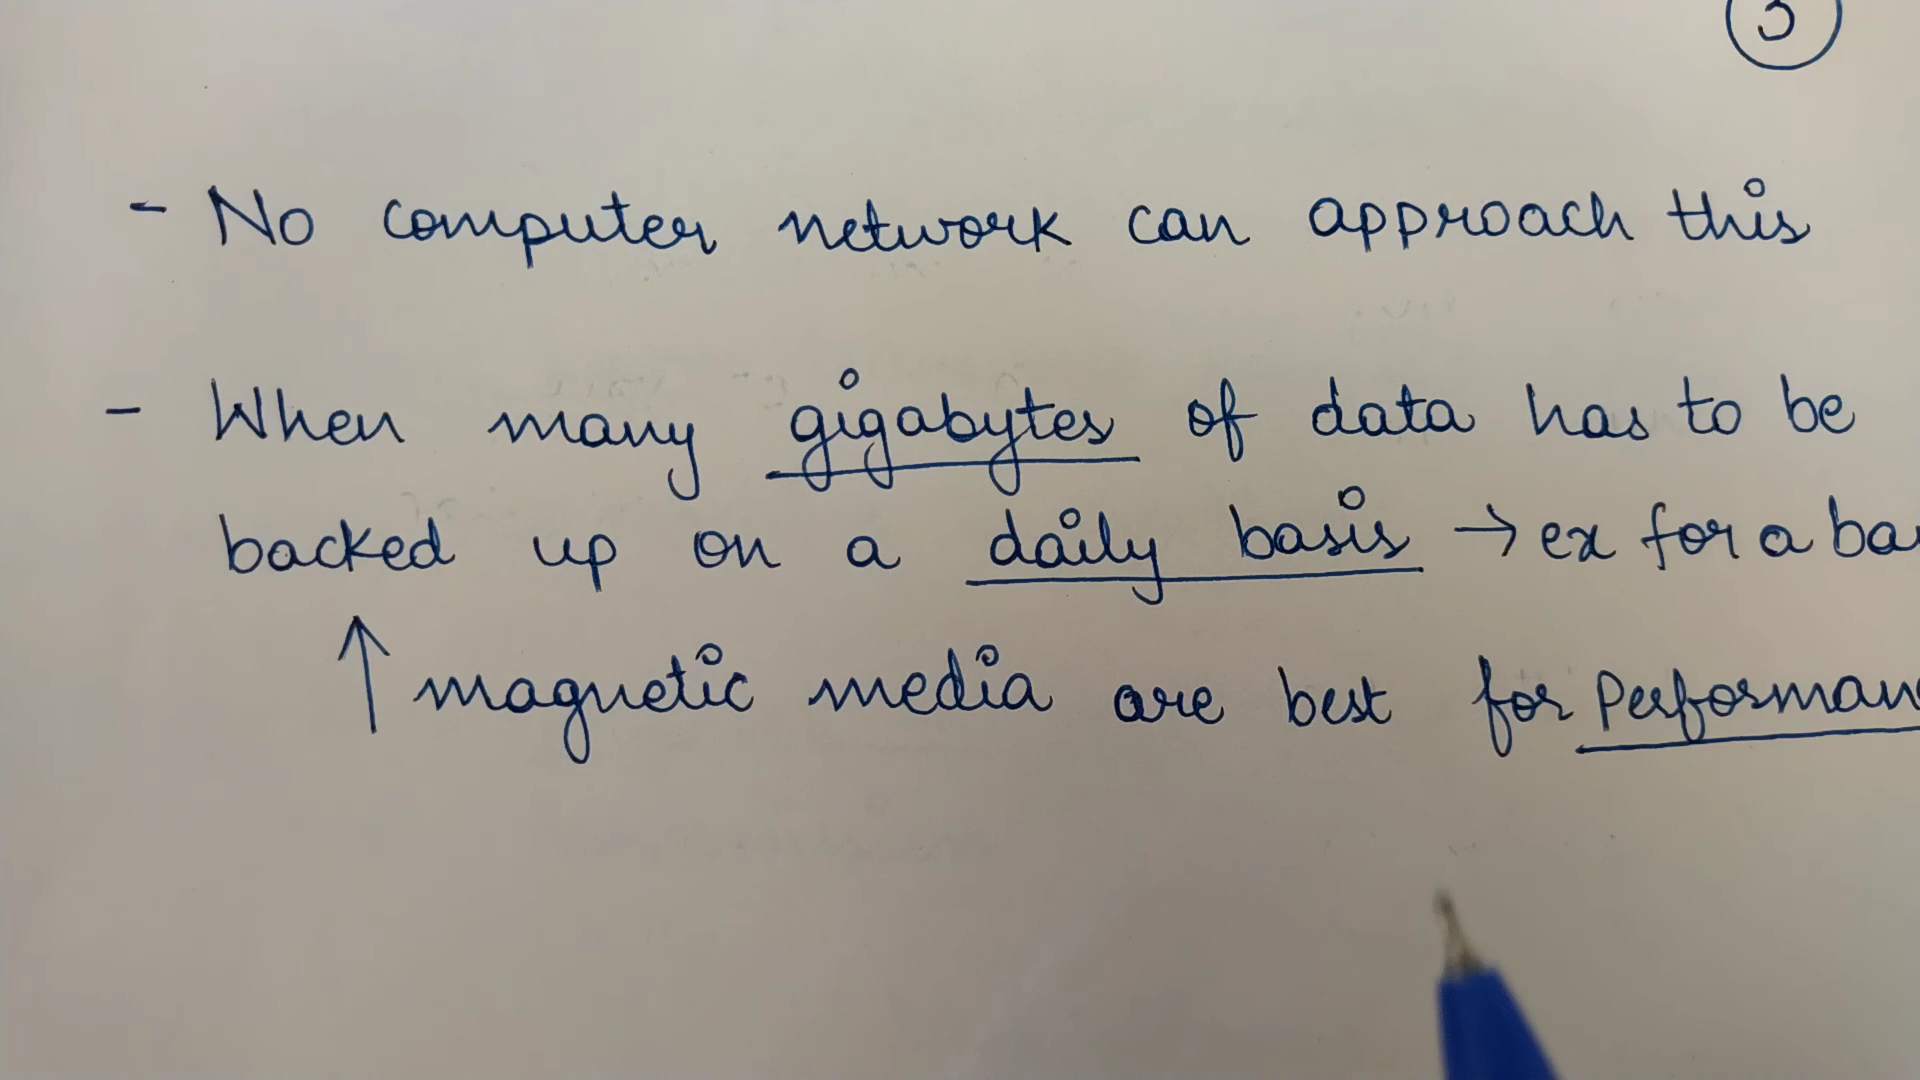 3
- No computer network can approach this
- When many gigabytes of data has to be
backed up on a daily basis → ex for a ba
↑ magnetic media are best for Performan